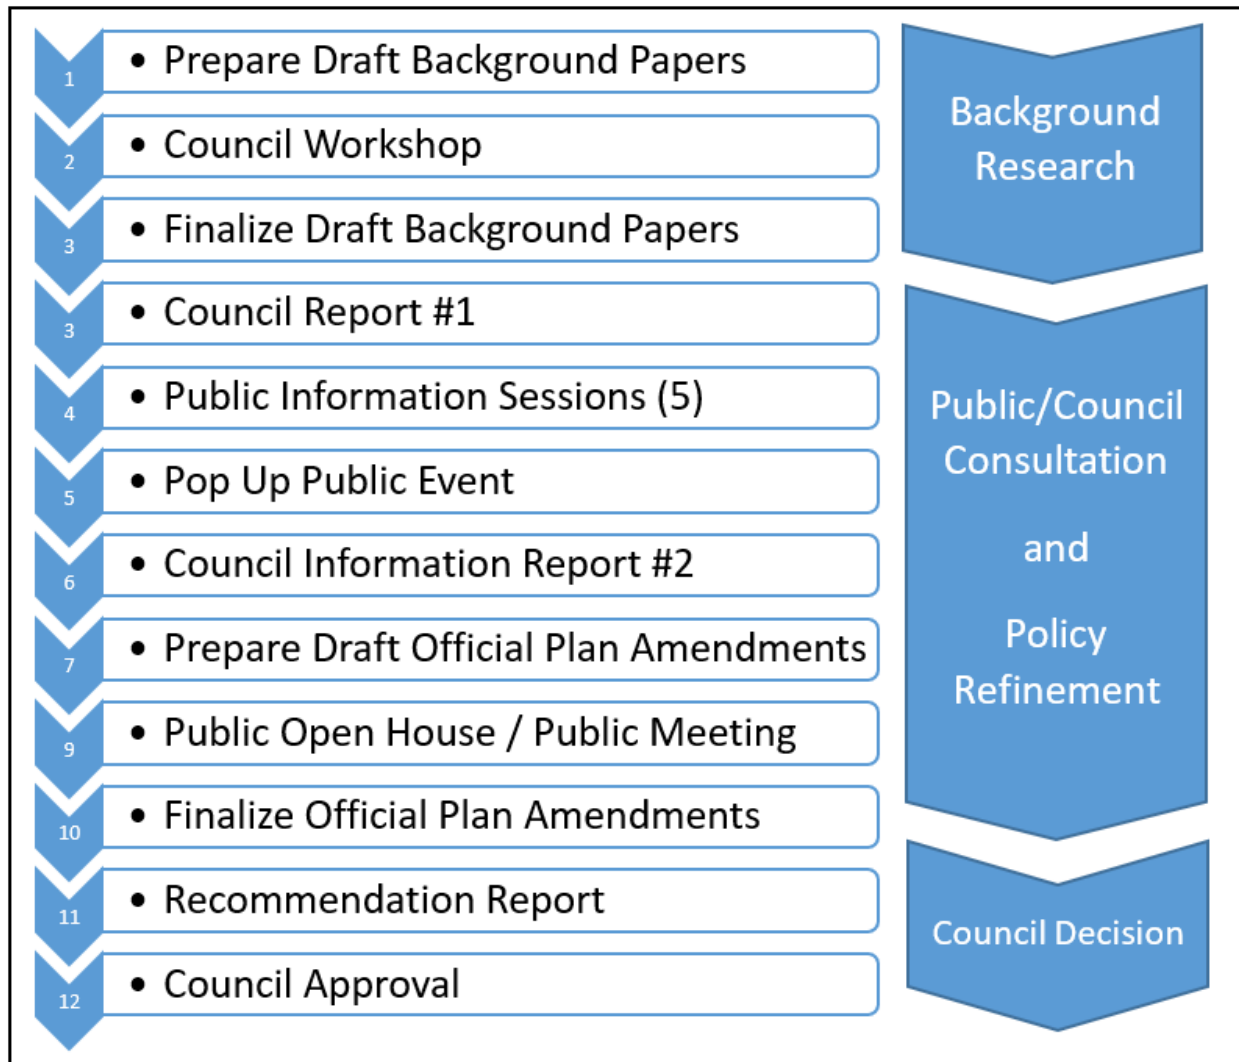 1
• Prepare Draft Background Papers
2
• Council Workshop
3
• Finalize Draft Background Papers
3
• Council Report #1
4
• Public Information Sessions (5)
5
• Pop Up Public Event
6
• Council Information Report #2
7
• Prepare Draft Official Plan Amendments
9
• Public Open House / Public Meeting
10
• Finalize Official Plan Amendments
11
• Recommendation Report
12
• Council Approval
Background
Research
Public/Council
Consultation
and
Policy
Refinement
Council Decision